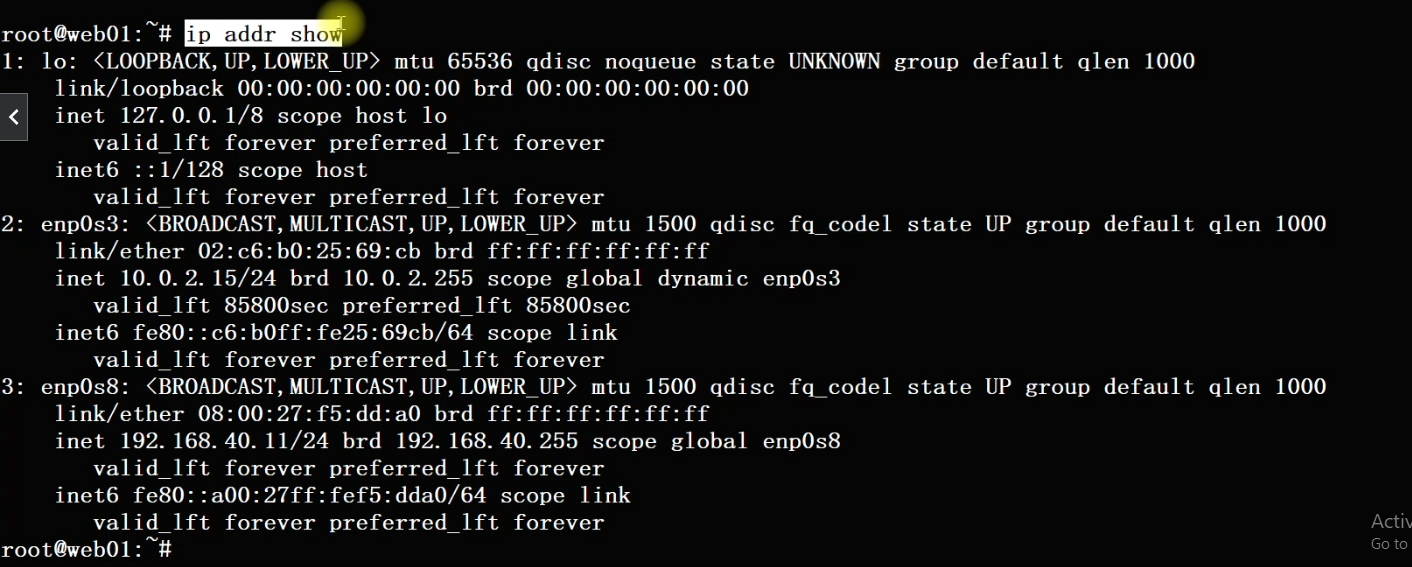 root@web01:~# ip addr show
1: lo: <LOOPBACK,UP,LOWER_UP> mtu 65536 qdisc noqueue state UNKNOWN group default qlen 1000
    link/loopback 00:00:00:00:00:00 brd 00:00:00:00:00:00
    inet 127.0.0.1/8 scope host lo
       valid_lft forever preferred_lft forever
    inet6 ::1/128 scope host
       valid_lft forever preferred_lft forever
2: enp0s3: <BROADCAST,MULTICAST,UP,LOWER_UP> mtu 1500 qdisc fq_codel state UP group default qlen 1000
    link/ether 02:c6:b0:25:69:cb brd ff:ff:ff:ff:ff:ff
    inet 10.0.2.15/24 brd 10.0.2.255 scope global dynamic enp0s3
       valid_lft 85800sec preferred_lft 85800sec
    inet6 fe80::c6:b0ff:fe25:69cb/64 scope link
       valid_lft forever preferred_lft forever
3: enp0s8: <BROADCAST,MULTICAST,UP,LOWER_UP> mtu 1500 qdisc fq_codel state UP group default qlen 1000
    link/ether 08:00:27:f5:dd:a0 brd ff:ff:ff:ff:ff:ff
    inet 192.168.40.11/24 brd 192.168.40.255 scope global enp0s8
       valid_lft forever preferred_lft forever
    inet6 fe80::a00:27ff:fef5:dda0/64 scope link
       valid_lft forever preferred_lft forever
root@web01:~#
Activ
Go to